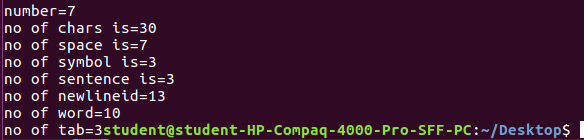 number=7
no of chars is=30
no of space is=7
no of symbol is=3
no of sentence is=3
no of newlineid=13
no of word=10
no of tab=3student@student-HP-Compaq-4000-Pro-SFF-PC:~/Desktop$